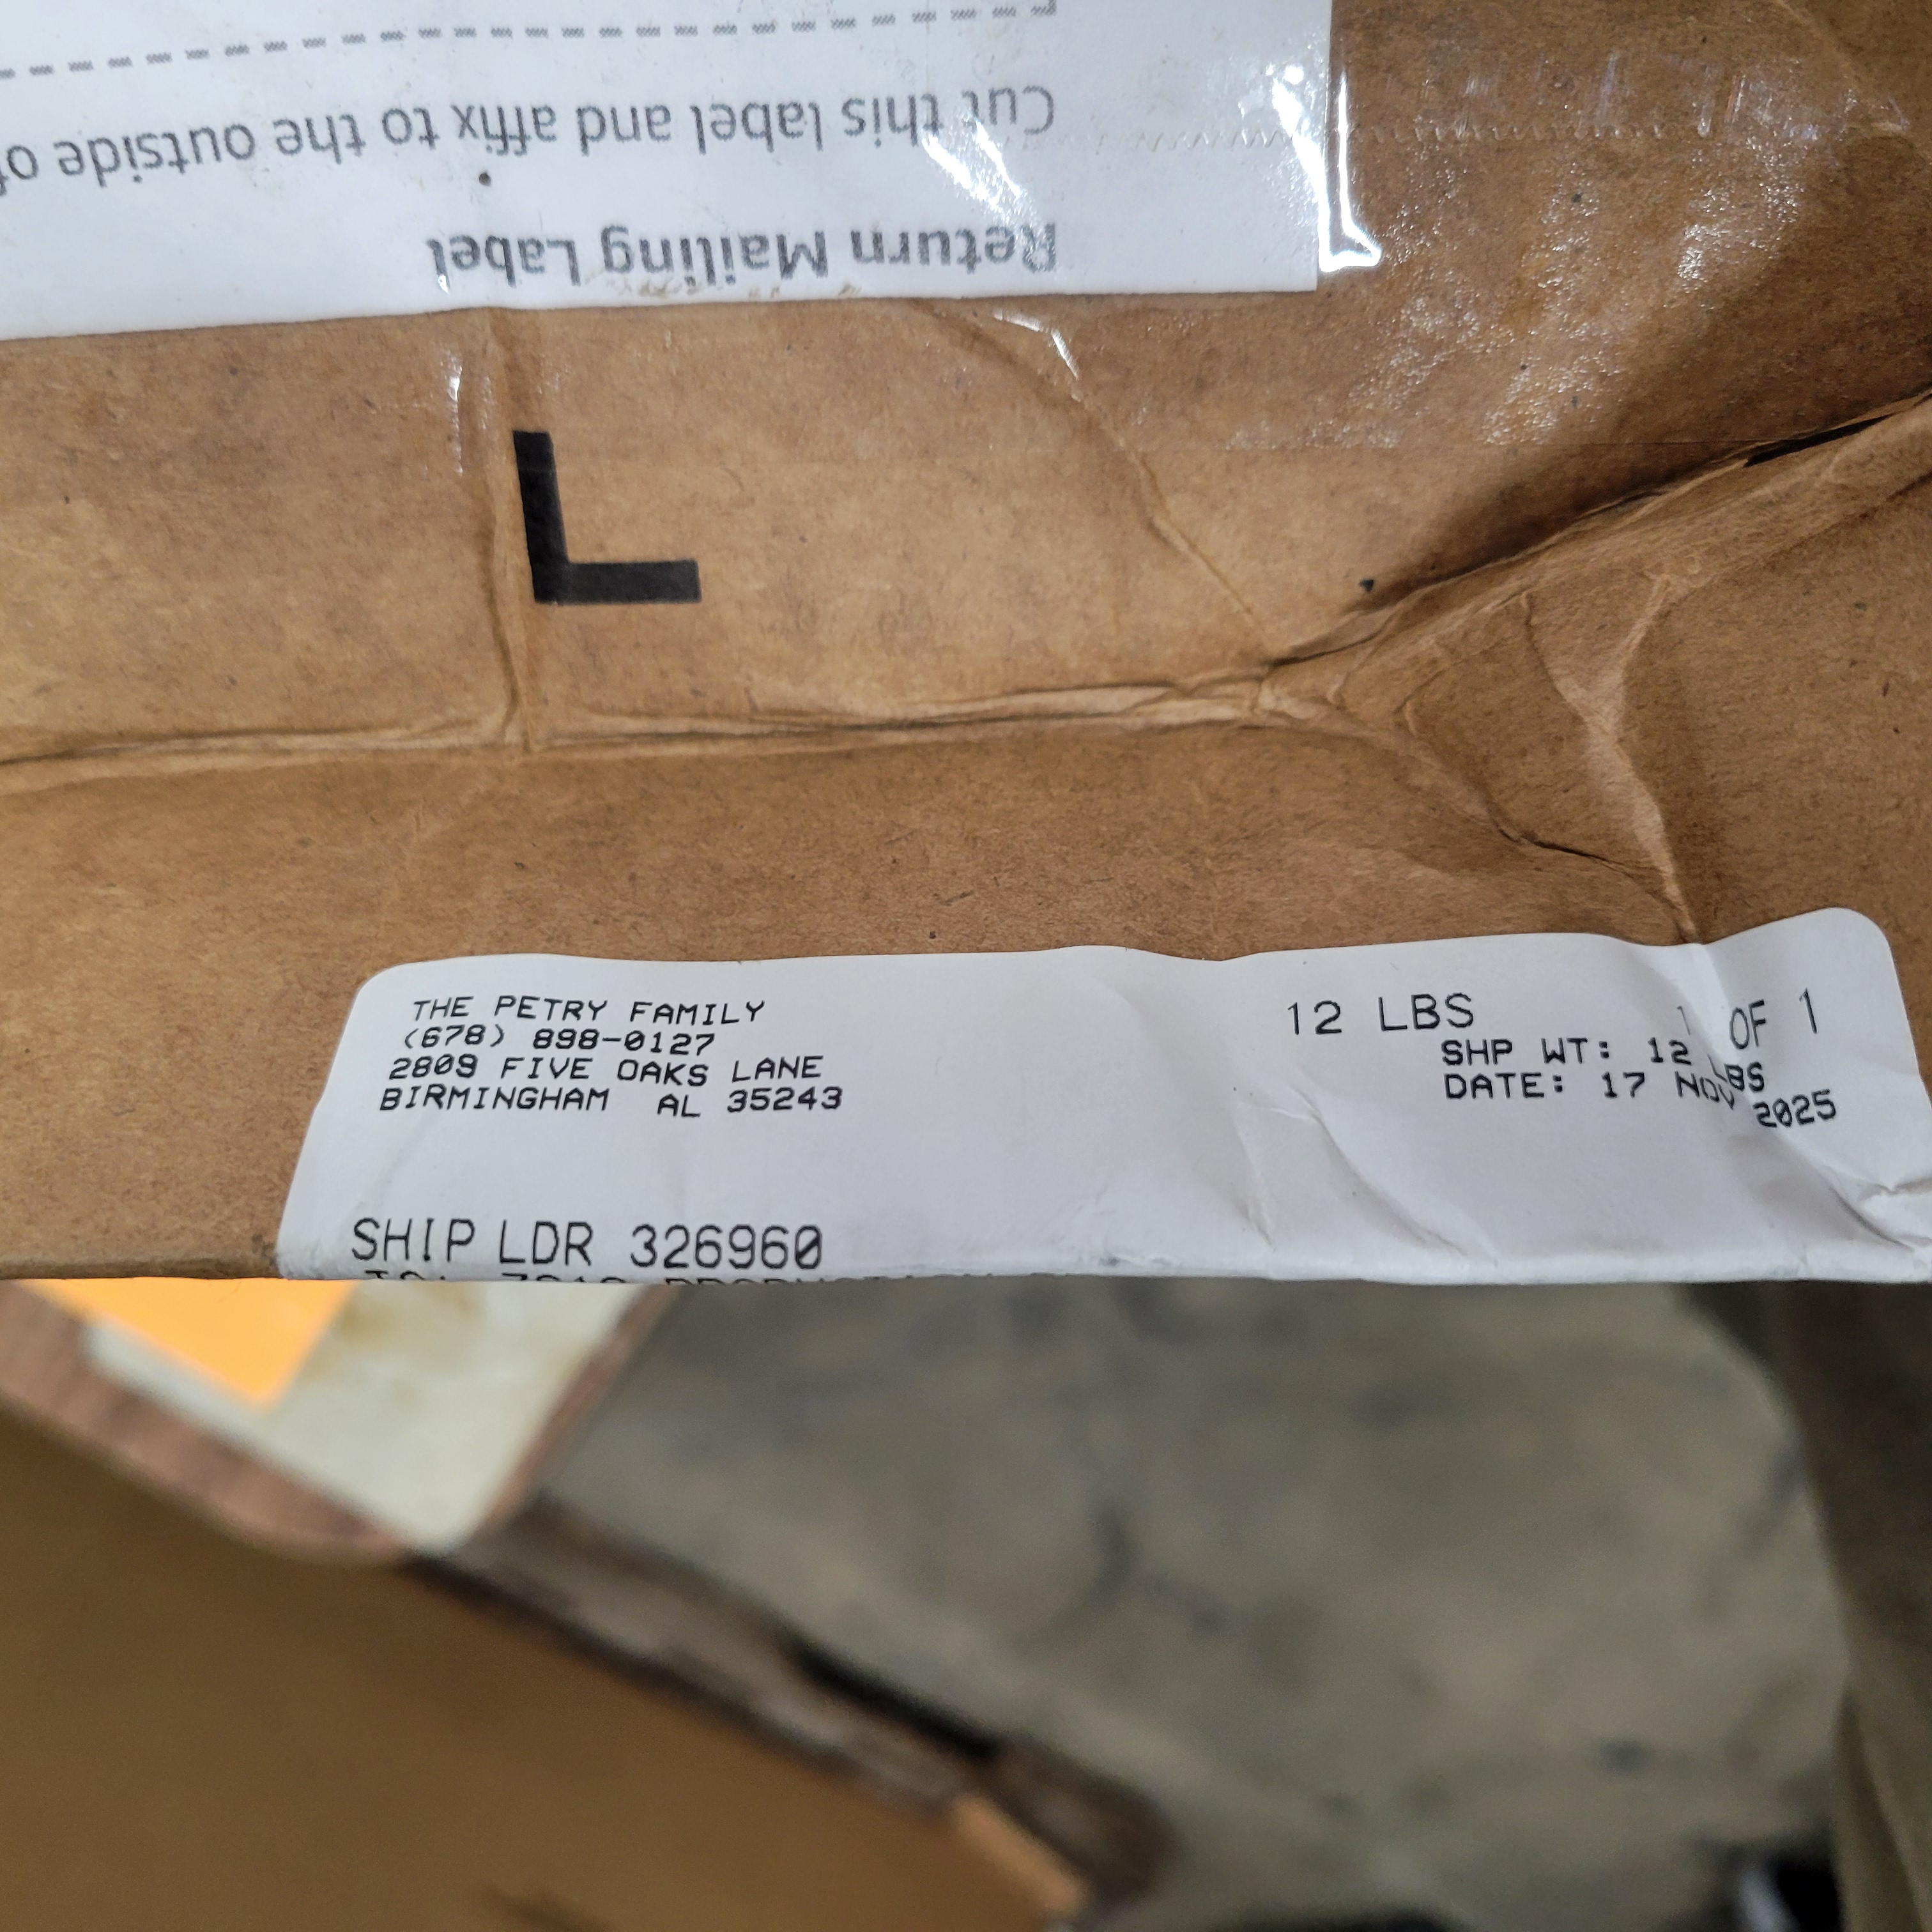 Return Mailing Label
Cut this label and affix to the outside of
L
THE PETRY FAMILY
(678) 898-0127
2809 FIVE OAKS LANE
BIRMINGHAM AL 35243
12 LBS 1 OF 1
SHP WT: 12 LBS
DATE: 17 NOV 2025
SHIP LDR 326960